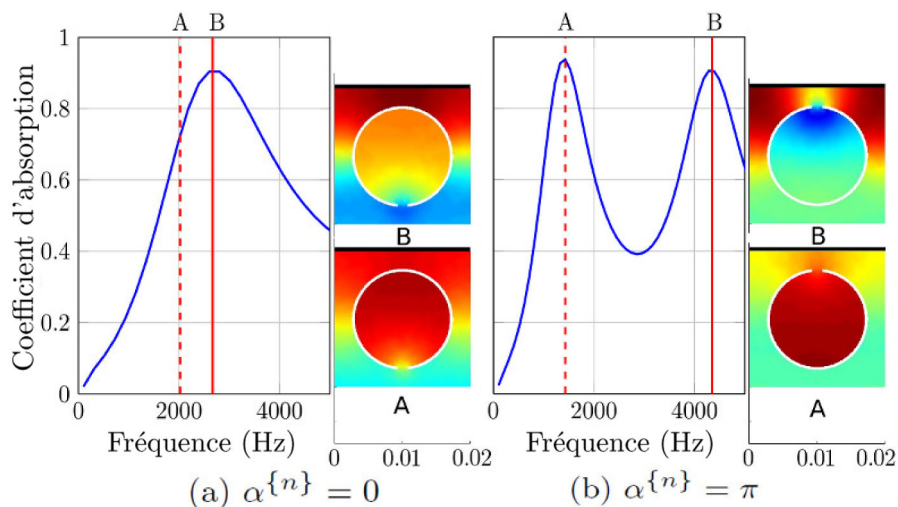 A B
A B
Coefficient d'absorption
1
0.8
0.6
0.4
0.2
0
B
A
B
A
0 2000 4000
0 2000 4000
Fréquence (Hz)
Fréquence (Hz)
0 0.01 0.02
0 0.01 0.02
(a) α^{n} = 0
(b) α^{n} = π